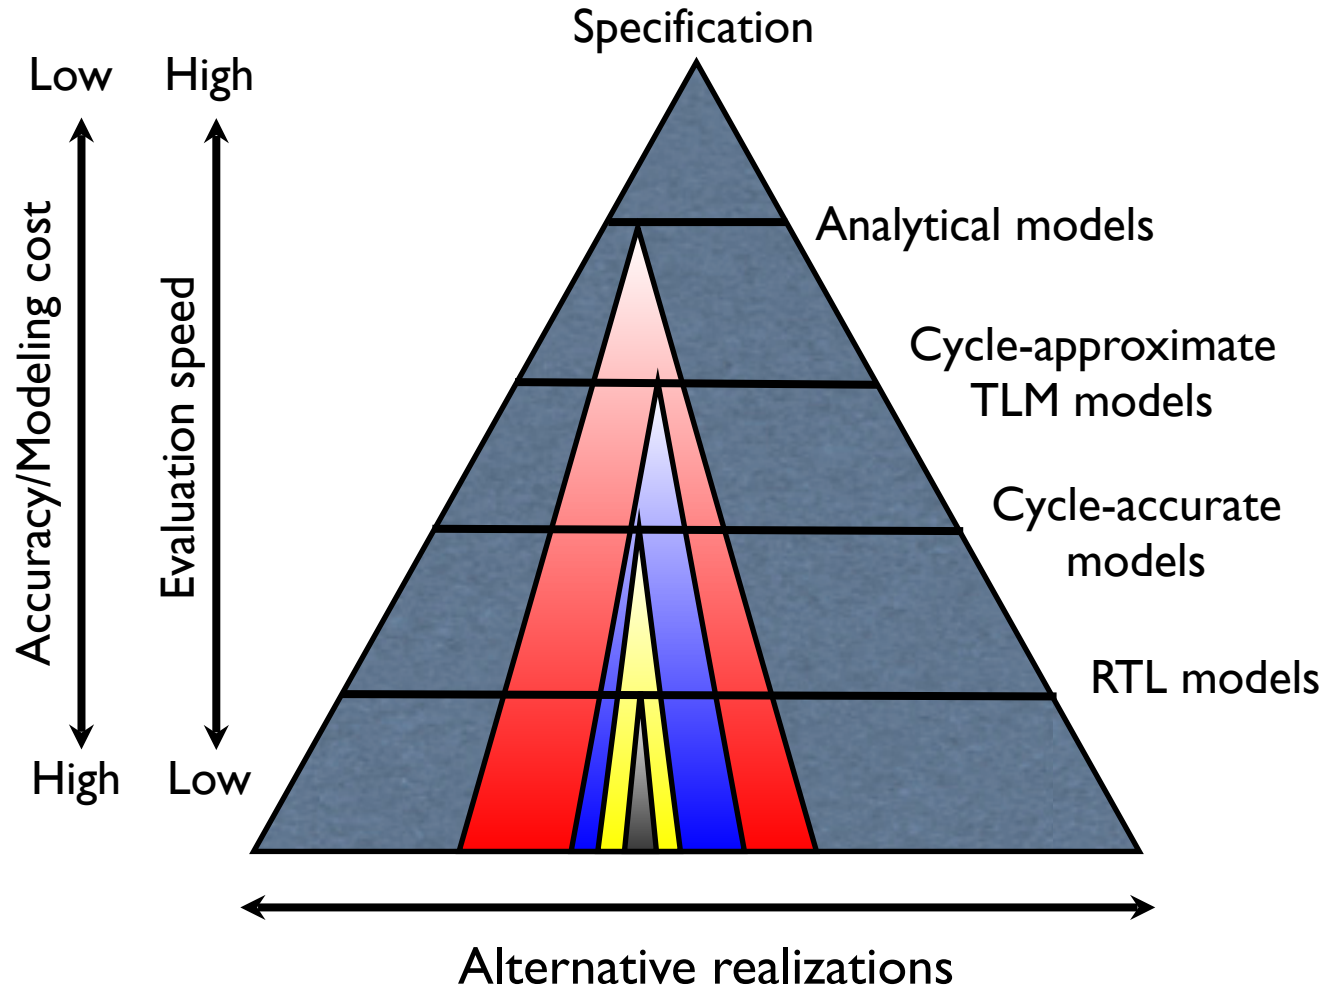 Specification
Low
High
Analytical models
Accuracy/Modeling cost
Evaluation speed
Cycle-approximate
TLM models
Cycle-accurate
models
RTL models
High
Low
Alternative realizations